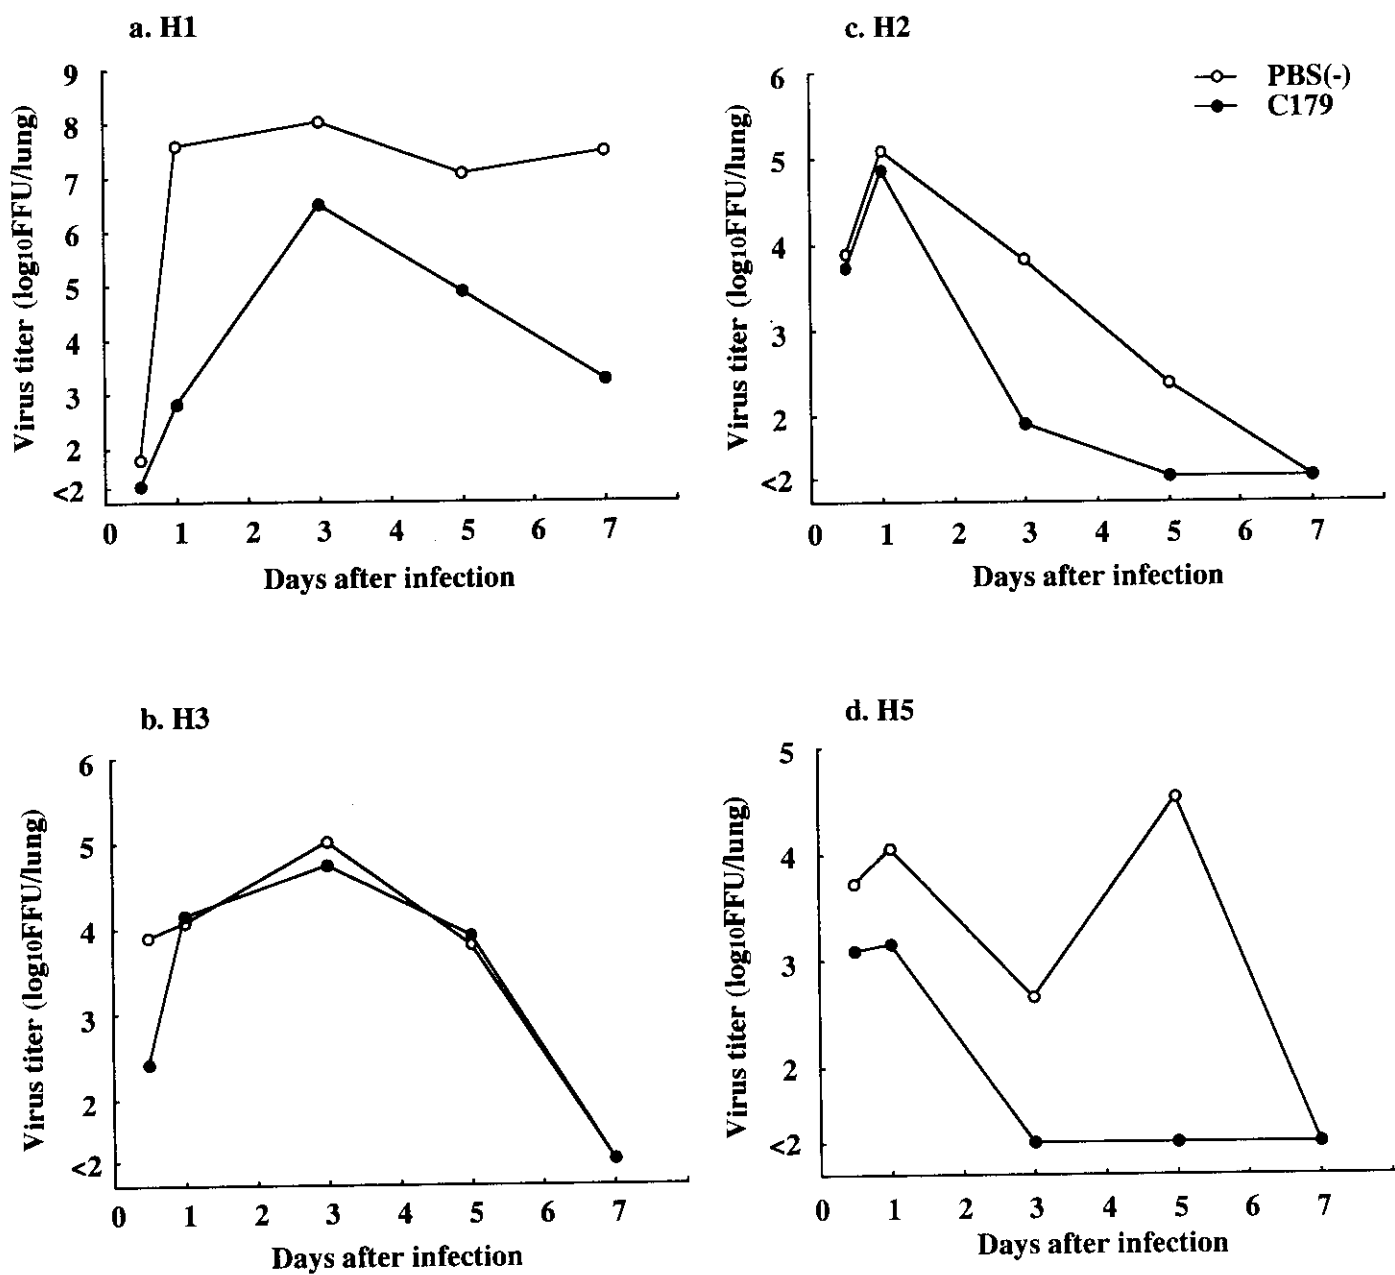 a. H1
9
8
7
6
5
4
3
2
<2
Virus titer (log10FFU/lung)
0 1 2 3 4 5 6 7
Days after infection
c. H2
PBS(-)
C179
6
5
4
3
2
<2
Virus titer (log10FFU/lung)
0 1 2 3 4 5 6 7
Days after infection
b. H3
6
5
4
3
2
<2
Virus titer (log10FFU/lung)
0 1 2 3 4 5 6 7
Days after infection
d. H5
5
4
3
2
<2
Virus titer (log10FFU/lung)
0 1 2 3 4 5 6 7
Days after infection